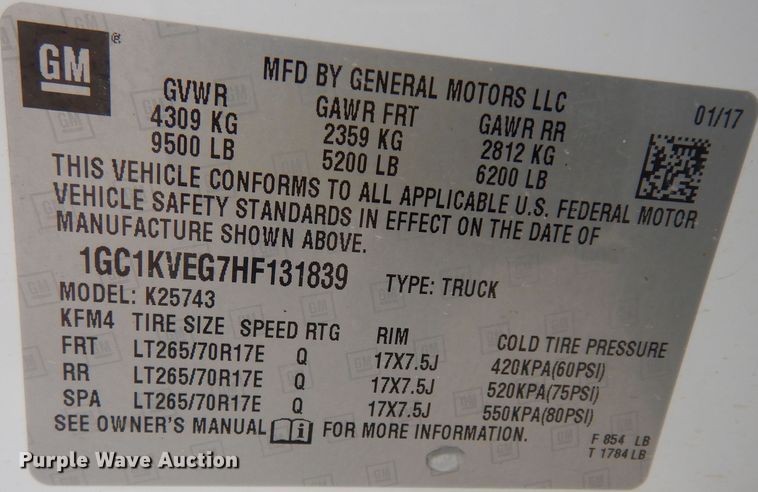 GM®
MFD BY GENERAL MOTORS LLC
01/17
GVWR GAWR FRT GAWR RR
4309 KG 2359 KG 2812 KG
9500 LB 5200 LB 6200 LB
THIS VEHICLE CONFORMS TO ALL APPLICABLE U.S. FEDERAL MOTOR
VEHICLE SAFETY STANDARDS IN EFFECT ON THE DATE OF
MANUFACTURE SHOWN ABOVE.
1GC1KVEG7HF131839 TYPE: TRUCK
MODEL: K25743
KFM4 TIRE SIZE SPEED RTG RIM COLD TIRE PRESSURE
FRT LT265/70R17E Q 17X7.5J 420KPA(60PSI)
RR LT265/70R17E Q 17X7.5J 520KPA(75PSI)
SPA LT265/70R17E Q 17X7.5J 550KPA(80PSI)
SEE OWNER'S MANUAL i FOR MORE INFORMATION.
F 854 LB
T 1784 LB
Purple Wave Auction